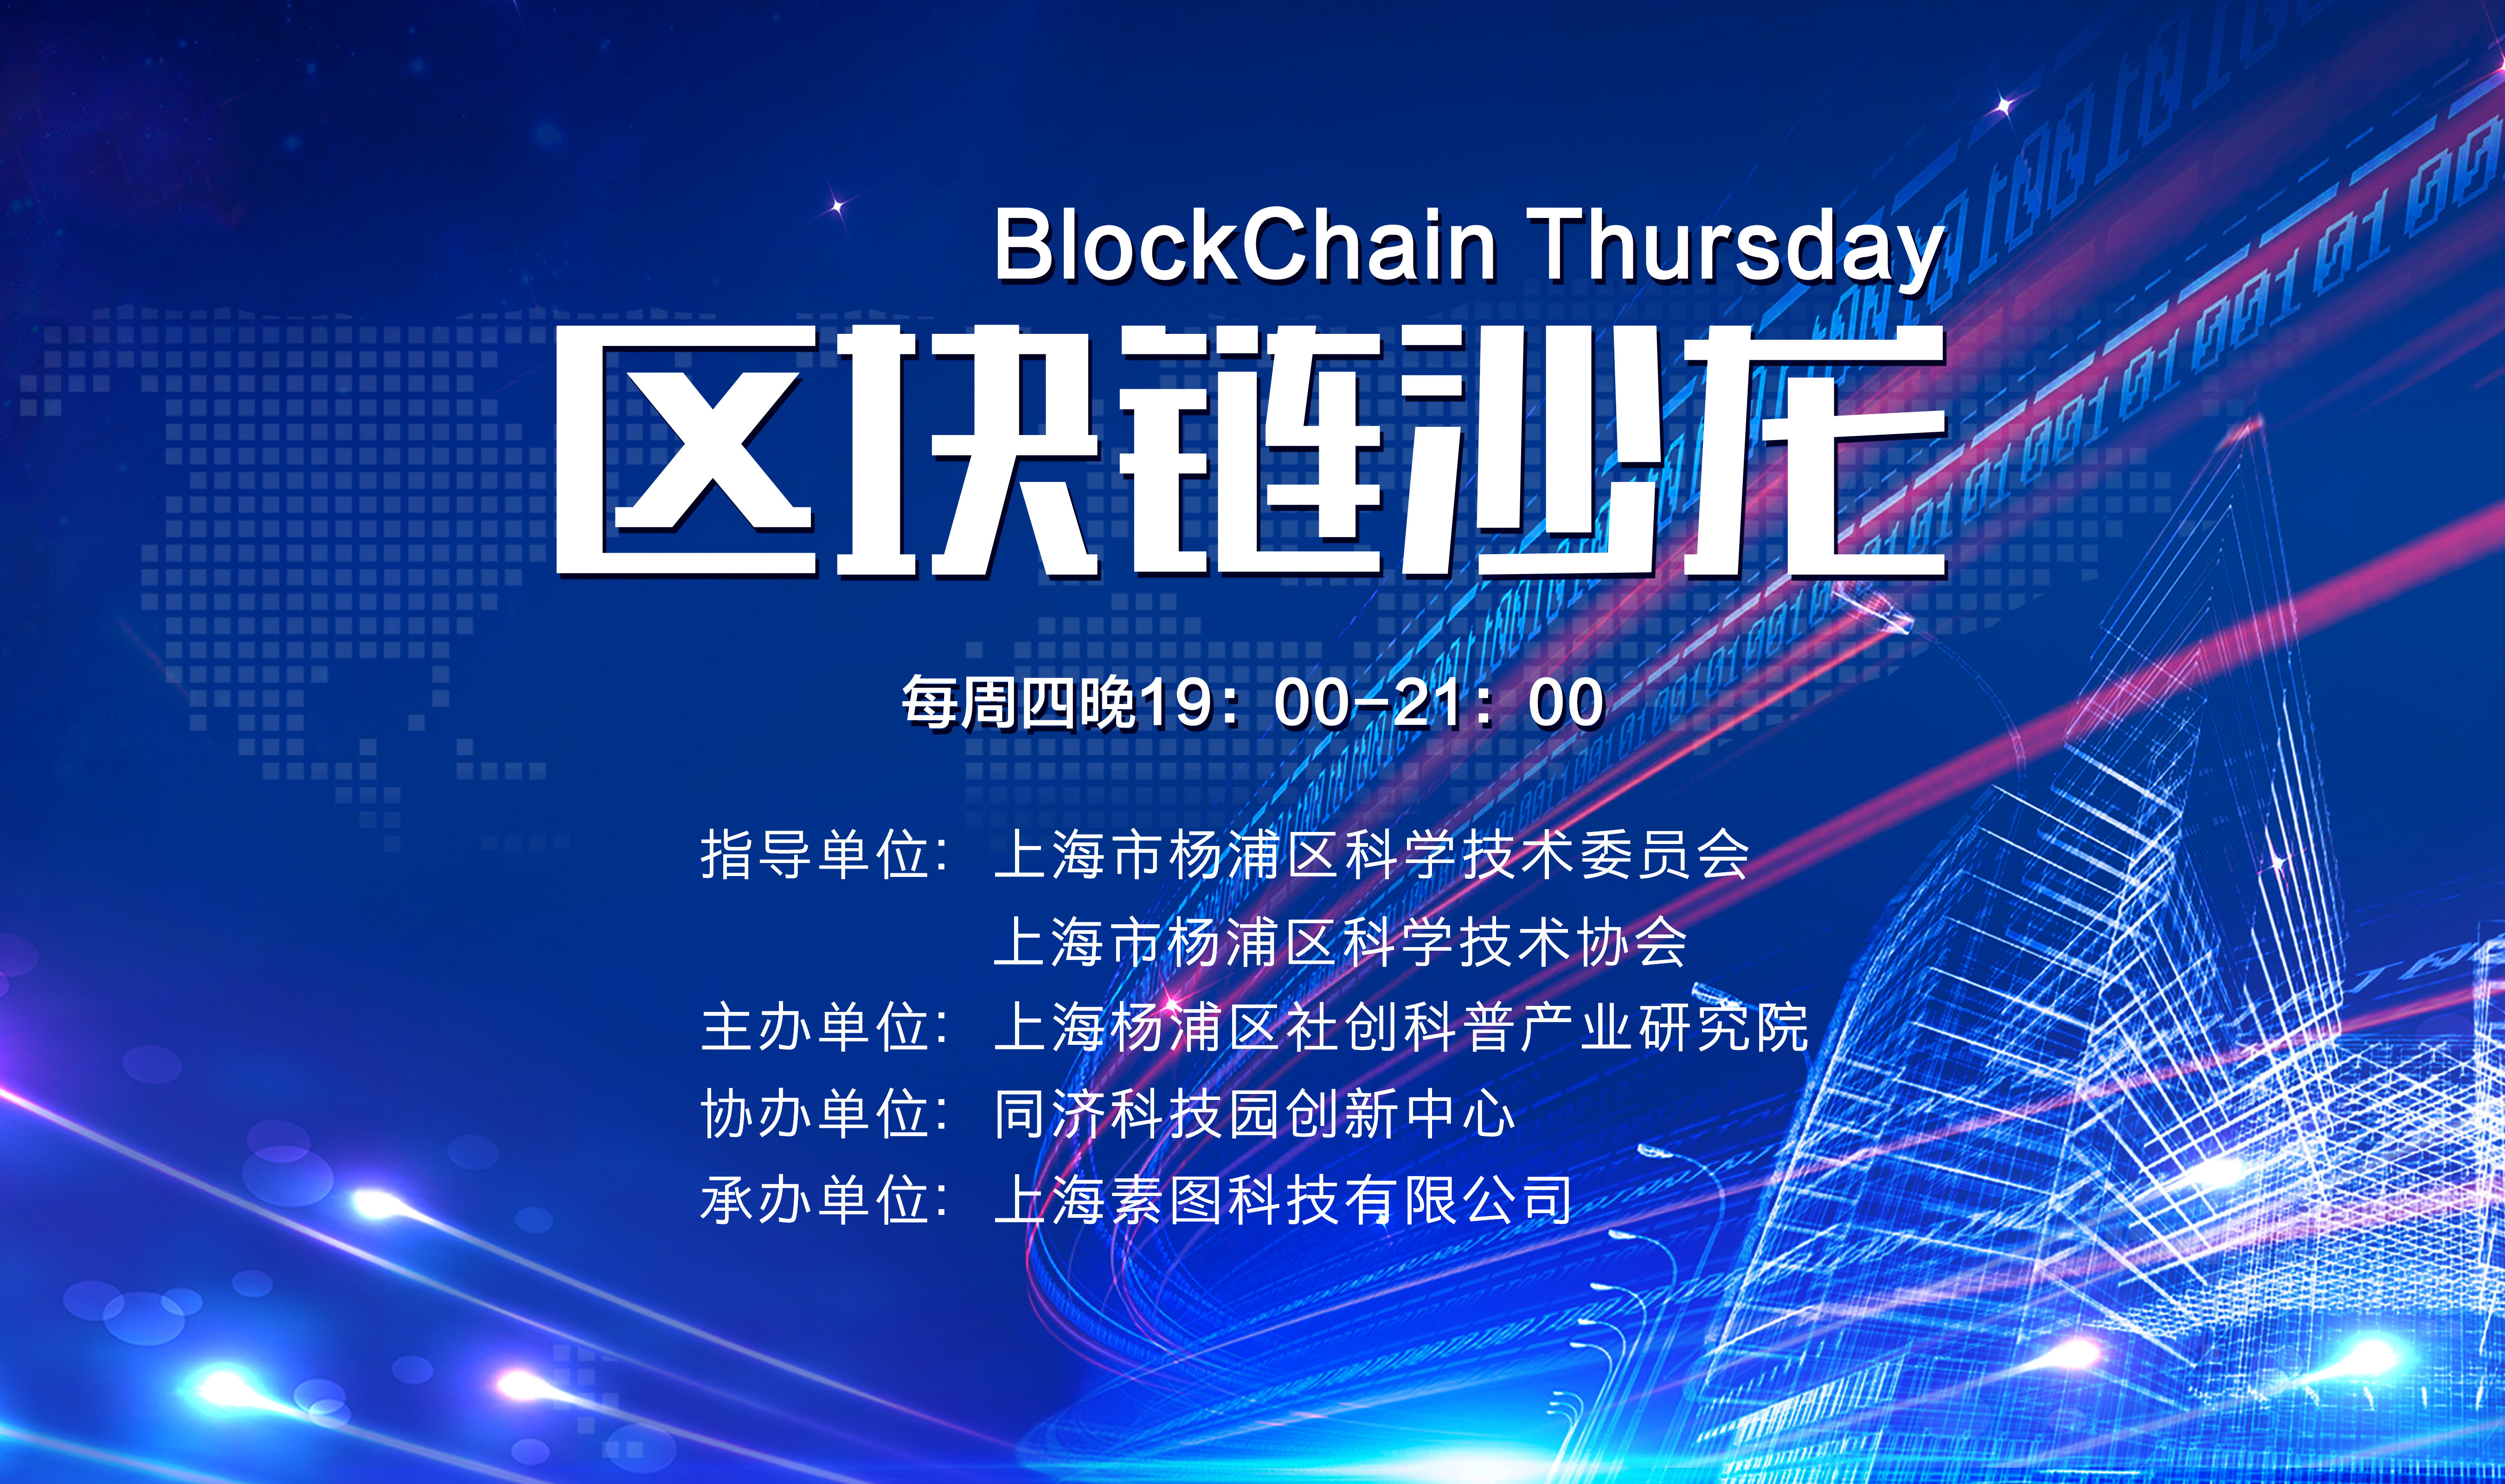 BlockChain Thursday
区块链沙龙
每周四晚19：00-21：00
指导单位：上海市杨浦区科学技术委员会
上海市杨浦区科学技术协会
主办单位：上海杨浦区社创科普产业研究院
协办单位：同济科技园创新中心
承办单位：上海素图科技有限公司